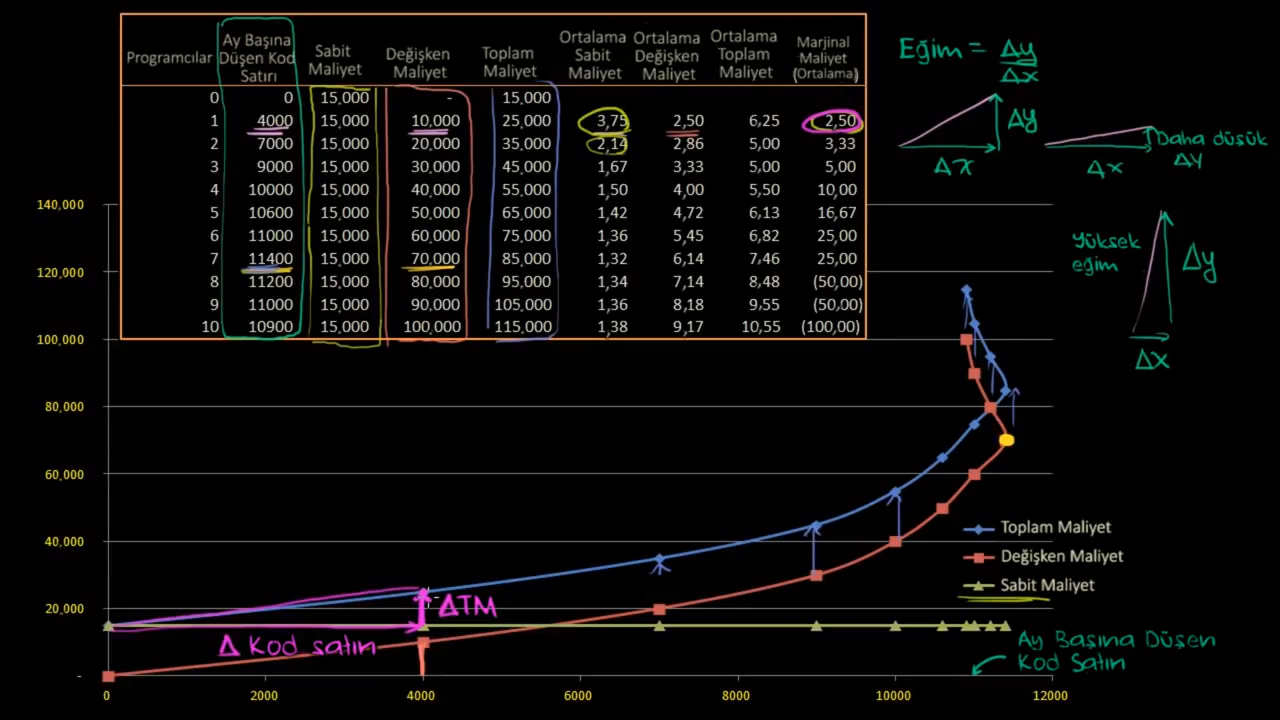 Programcılar Ay Başına Düşen Kod Satırı Sabit Maliyet Değişken Maliyet Toplam Maliyet Ortalama Sabit Maliyet Ortalama Değişken Maliyet Ortalama Toplam Maliyet Marjinal Maliyet (Ortalama)
0 0 15,000 - 15,000
1 4000 15,000 10,000 25,000 3,75 2,50 6,25 2,50
2 7000 15,000 20,000 35,000 2,14 2,86 5,00 3,33
3 9000 15,000 30,000 45,000 1,67 3,33 5,00 5,00
4 10000 15,000 40,000 55,000 1,50 4,00 5,50 10,00
5 10600 15,000 50,000 65,000 1,42 4,72 6,13 16,67
6 11000 15,000 60,000 75,000 1,36 5,45 6,82 25,00
7 11400 15,000 70,000 85,000 1,32 6,14 7,46 25,00
8 11200 15,000 80,000 95,000 1,34 7,14 8,48 (50,00)
9 11000 15,000 90,000 105,000 1,36 8,18 9,55 (50,00)
10 10900 15,000 100,000 115,000 1,38 9,17 10,55 (100,00)
Eğim = Δy
Δx
Δy
Δx
Daha düşük
Δy
Δx
Yüksek
eğim
Δy
Δx
140,000
120,000
100,000
80,000
60,000
40,000
20,000
-
0 2000 4000 6000 8000 10000 12000
ΔTM
Δ Kod satırı
Toplam Maliyet
Değişken Maliyet
Sabit Maliyet
Ay Başına Düşen
Kod Satırı